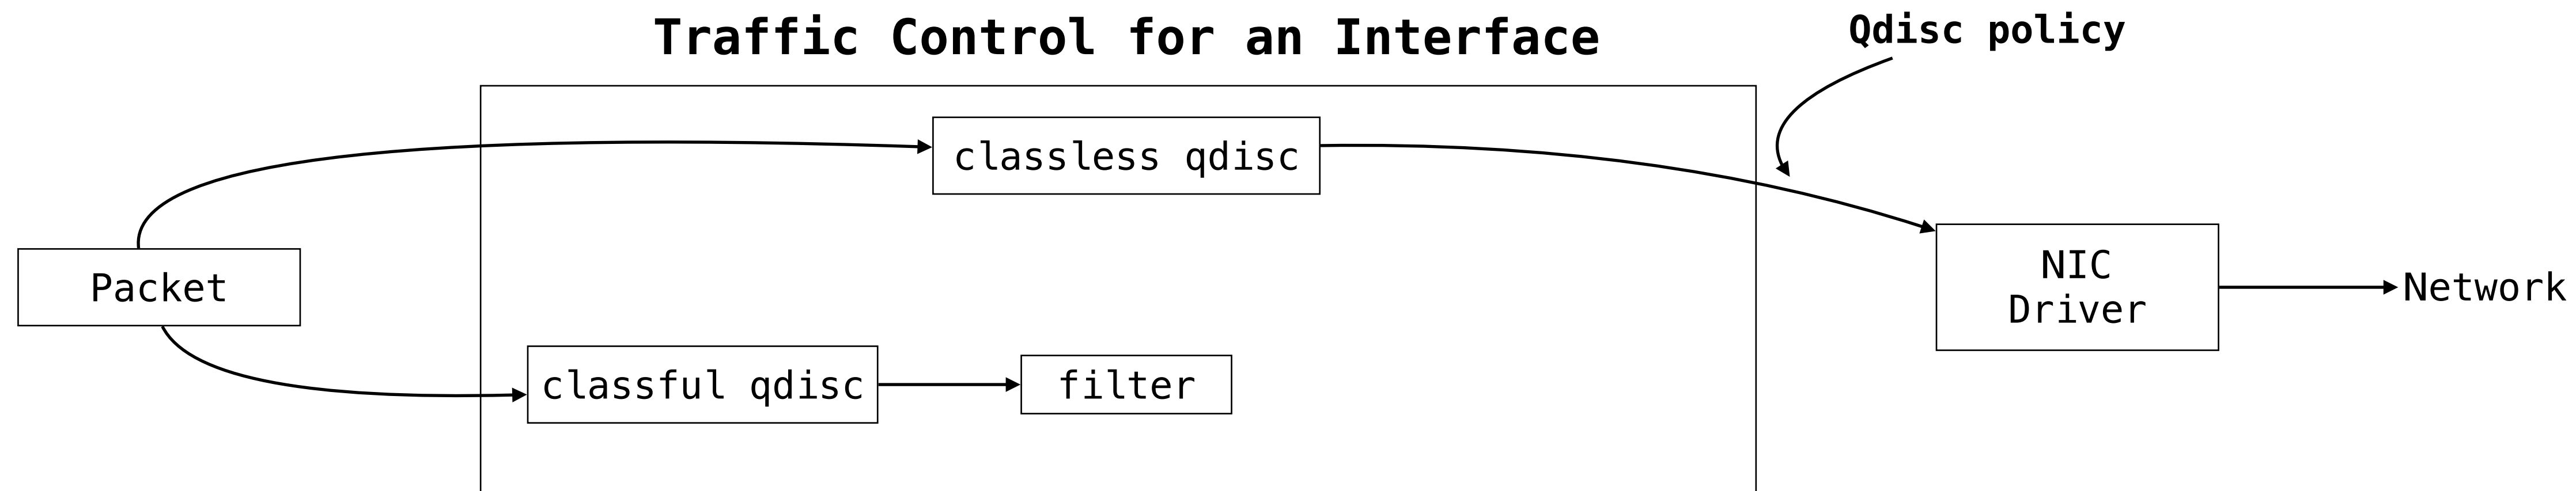 Traffic Control for an Interface
Qdisc policy
classless qdisc
Packet
NIC
Driver
Network
classful qdisc
filter